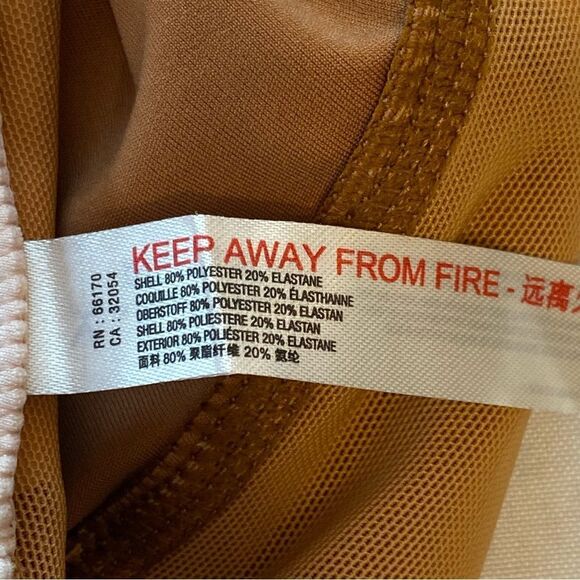 RN : 66170
CA : 32054
KEEP AWAY FROM FIRE - 远离
SHELL 80% POLYESTER 20% ELASTANE
COQUILLE 80% POLYESTER 20% ÉLASTHANNE
OBERSTOFF 80% POLYESTER 20% ELASTAN
SHELL 80% POLIESTERE 20% ELASTAN
EXTERIOR 80% POLIÉSTER 20% ELASTANE
面料 80% 聚酯纤维 20% 氨纶